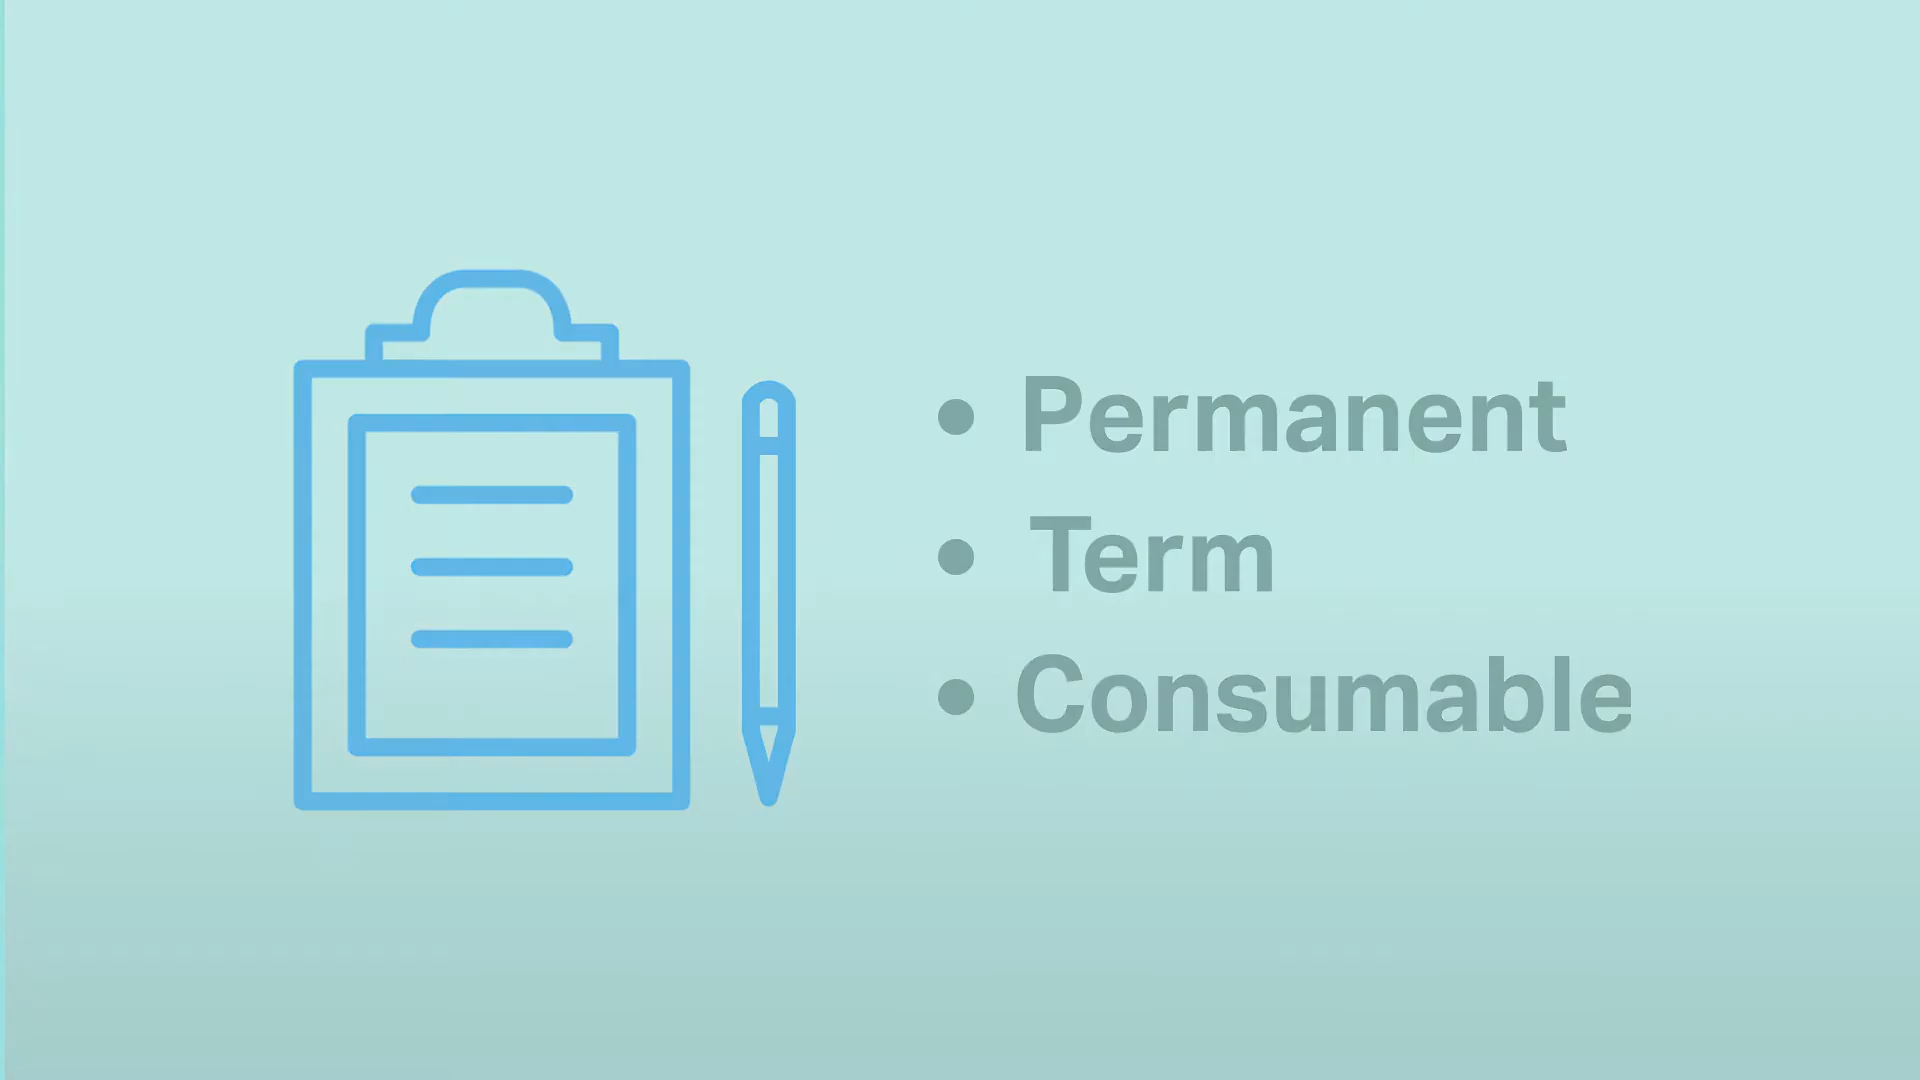 • Permanent
• Term
• Consumable